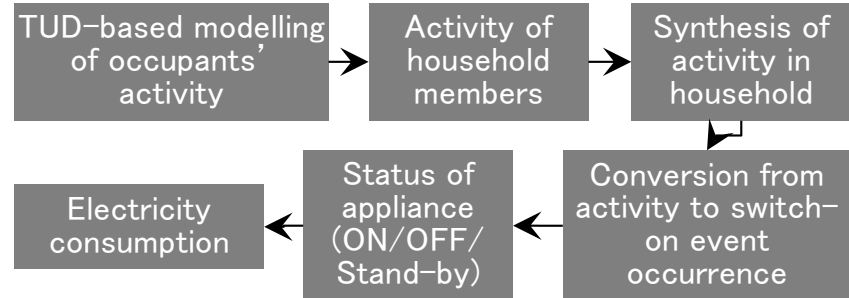 TUD-based modelling
of occupants’
activity
Activity of
household
members
Synthesis of
activity in
household
Conversion from
activity to switch-
on event
occurrence
Status of
appliance
(ON/OFF/
Stand-by)
Electricity
consumption